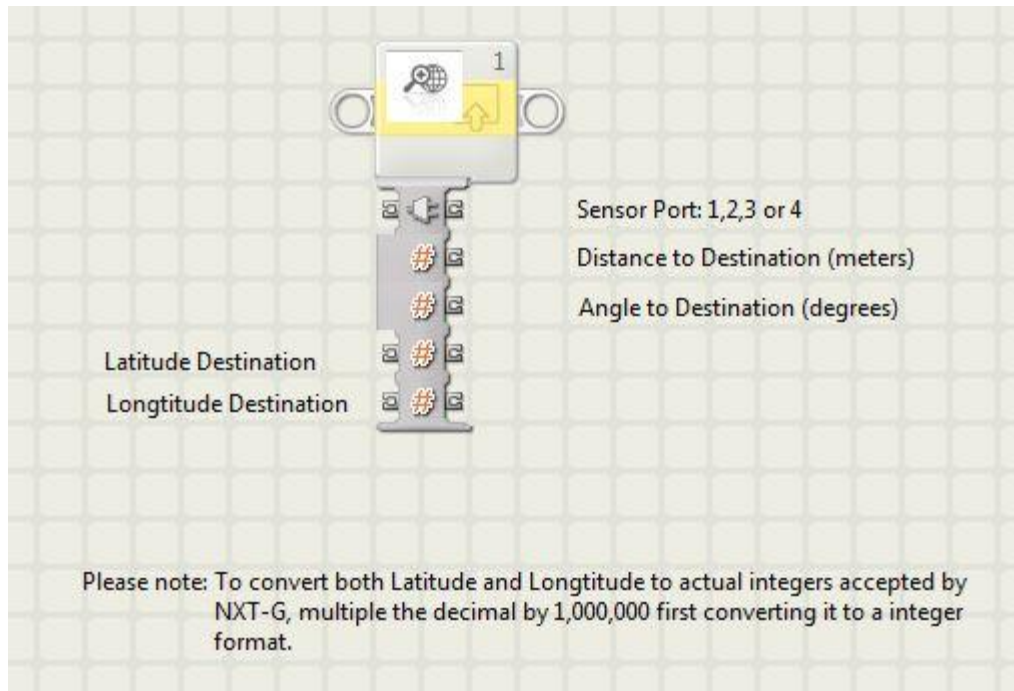 1
Sensor Port: 1,2,3 or 4
# Distance to Destination (meters)
# Angle to Destination (degrees)
Latitude Destination #
Longtitude Destination #
Please note: To convert both Latitude and Longtitude to actual integers accepted by
NXT-G, multiple the decimal by 1,000,000 first converting it to a integer
format.